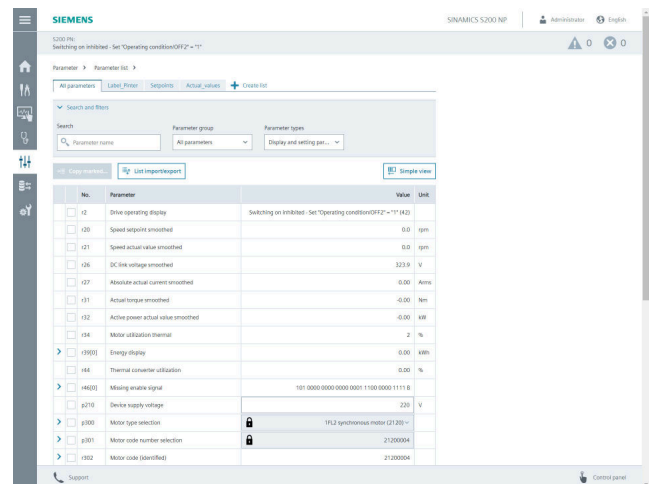 SIEMENS
SINAMICS S200 NP
Administrator
English
S200 PN:
Switching on inhibited - Set "Operating condition/OFF2" = "1"
0
0
Parameter > Parameter list >
All parameters
Label_Pinter
Setpoints
Actual_values
Create list
Search and filters
Search
Parameter group
Parameter types
Parameter name
All parameters
Display and setting par...
Copy marked...
List import/export
Simple view
No. Parameter Value Unit
r2 Drive operating display Switching on inhibited - Set "Operating condition/OFF2" = "1" (42)
r20 Speed setpoint smoothed 0.0 rpm
r21 Speed actual value smoothed 0.0 rpm
r26 DC link voltage smoothed 323.9 V
r27 Absolute actual current smoothed 0.00 Arms
r31 Actual torque smoothed -0.00 Nm
r32 Active power actual value smoothed -0.00 kW
r34 Motor utilization thermal 2 %
r39[0] Energy display 0.00 kWh
r44 Thermal converter utilization 0.00 %
r46[0] Missing enable signal 101 0000 0000 0000 0001 1100 0000 1111 B
p210 Device supply voltage 220 V
p300 Motor type selection 1FL2 synchronous motor (2120)
p301 Motor code number selection 21200004
r302 Motor code (identified) 21200004
Support
Control panel